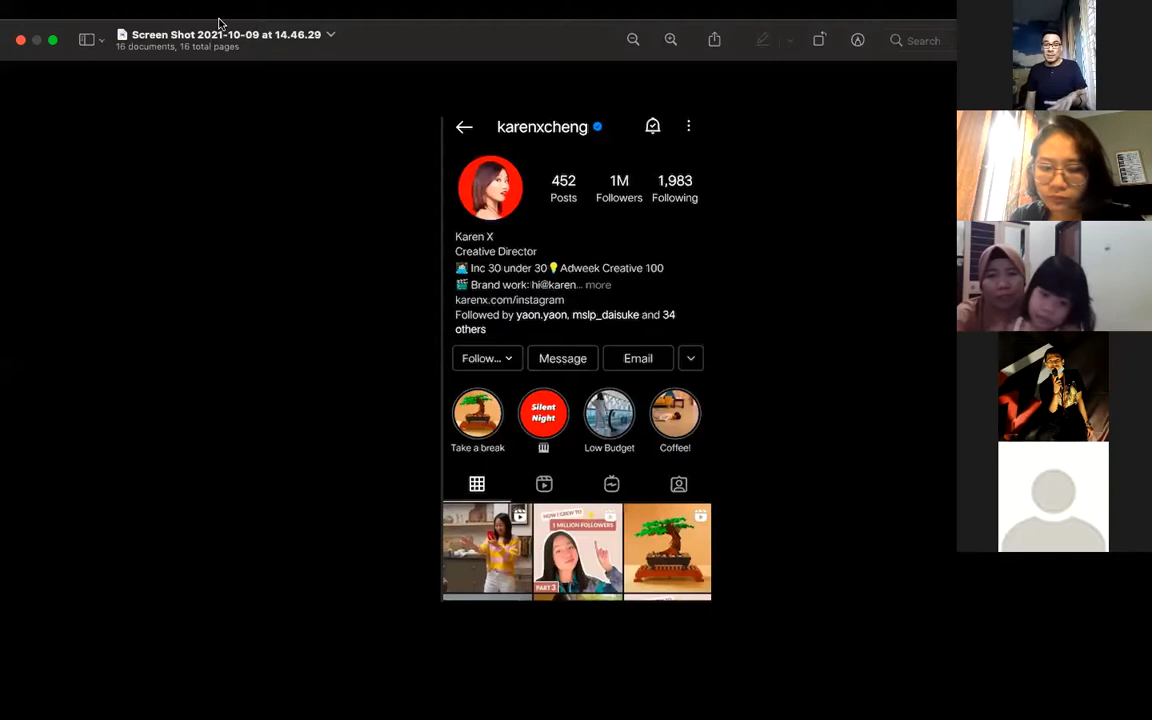 Screen Shot 2021-10-09 at 14.46.29
16 documents, 16 total pages
Search
karenxcheng
452
1M
1,983
Posts
Followers
Following
Karen X
Creative Director
Inc 30 under 30 Adweek Creative 100
Brand work: hi@karen... more
karenx.com/instagram
Followed by yaon.yaon, mslp_daisuke and 34
others
Follow...
Message
Email
Silent
Night
Take a break
Low Budget
Coffee!
HOW I GREW TO
1 MILLION FOLLOWERS
PART 3